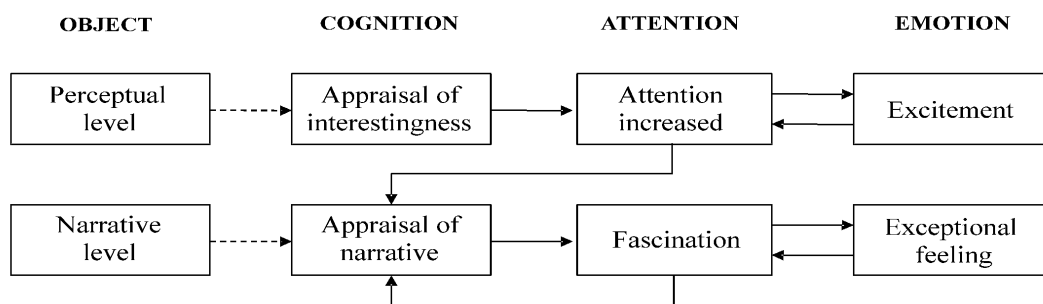 OBJECT COGNITION ATTENTION EMOTION
Perceptual
level
Appraisal of
interestingness
Attention
increased
Excitement
Narrative
level
Appraisal of
narrative
Fascination
Exceptional
feeling